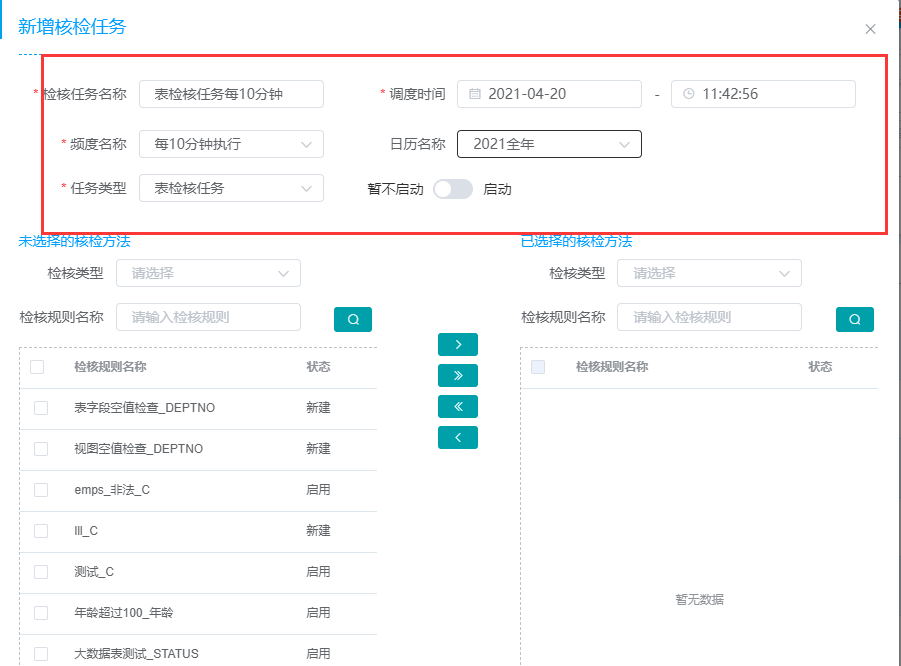 新增核检任务
* 检核任务名称 表检核任务每10分钟 * 调度时间 2021-04-20 - 11:42:56
* 频度名称 每10分钟执行 日历名称 2021全年
* 任务类型 表检核任务 暂不启动 启动
未选择的核检方法 已选择的核检方法
检核类型 请选择 检核类型 请选择
检核规则名称 请输入检核规则 检核规则名称 请输入检核规则
检核规则名称 状态 检核规则名称 状态
表字段空值检查_DEPTNO 新建
视图空值检查_DEPTNO 新建
emps_非法_C 启用
lll_C 新建
测试_C 启用
年龄超过100_年龄 启用
暂无数据
大数据表测试_STATUS 启用